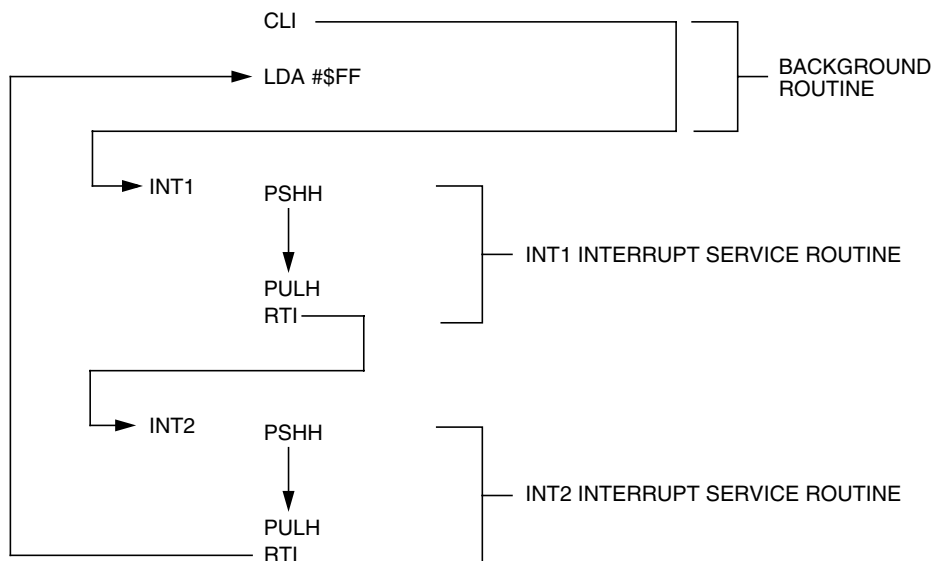 CLI
LDA #$FF
BACKGROUND
ROUTINE
INT1
PSHH
INT1 INTERRUPT SERVICE ROUTINE
PULH
RTI
INT2
PSHH
INT2 INTERRUPT SERVICE ROUTINE
PULH
RTI